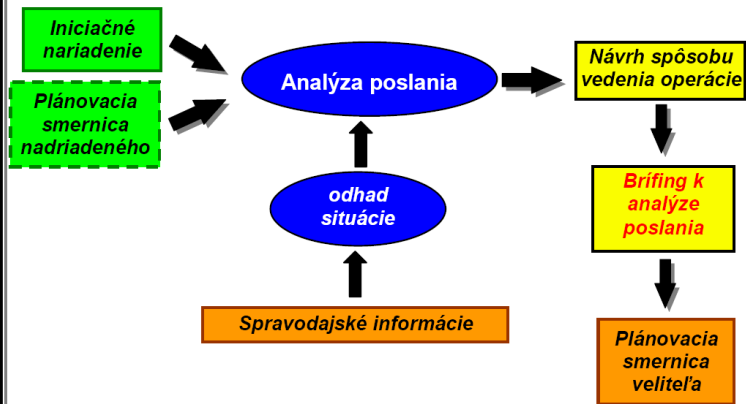 Iniciačné
nariadenie
Plánovacia
smernica
nadriadeného
Analýza poslania
odhad
situácie
Spravodajské informácie
Návrh spôsobu
vedenia operácie
Brífing k
analýze
poslania
Plánovacia
smernica
veliteľa